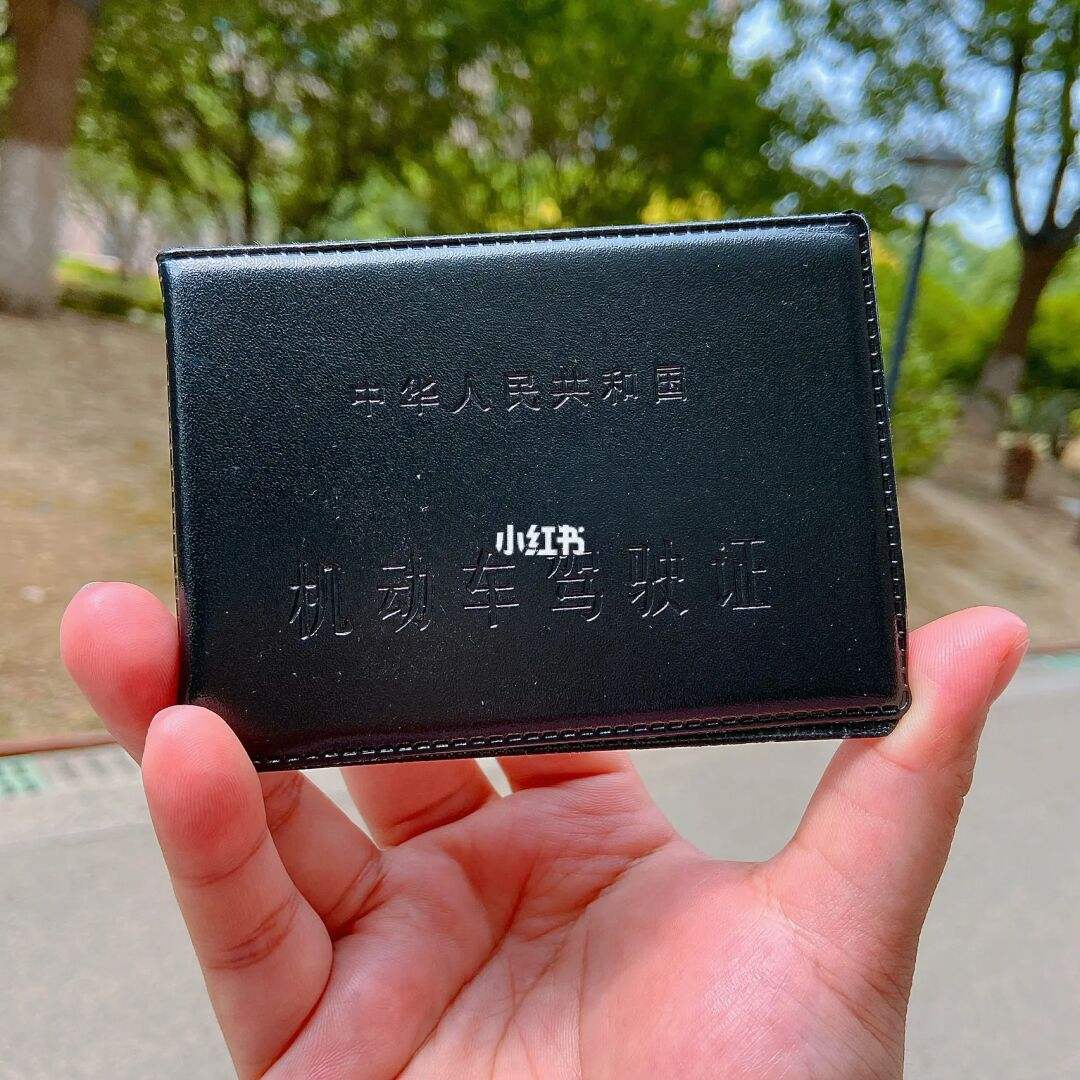 中华人民共和国
小红书
机动车驾驶证